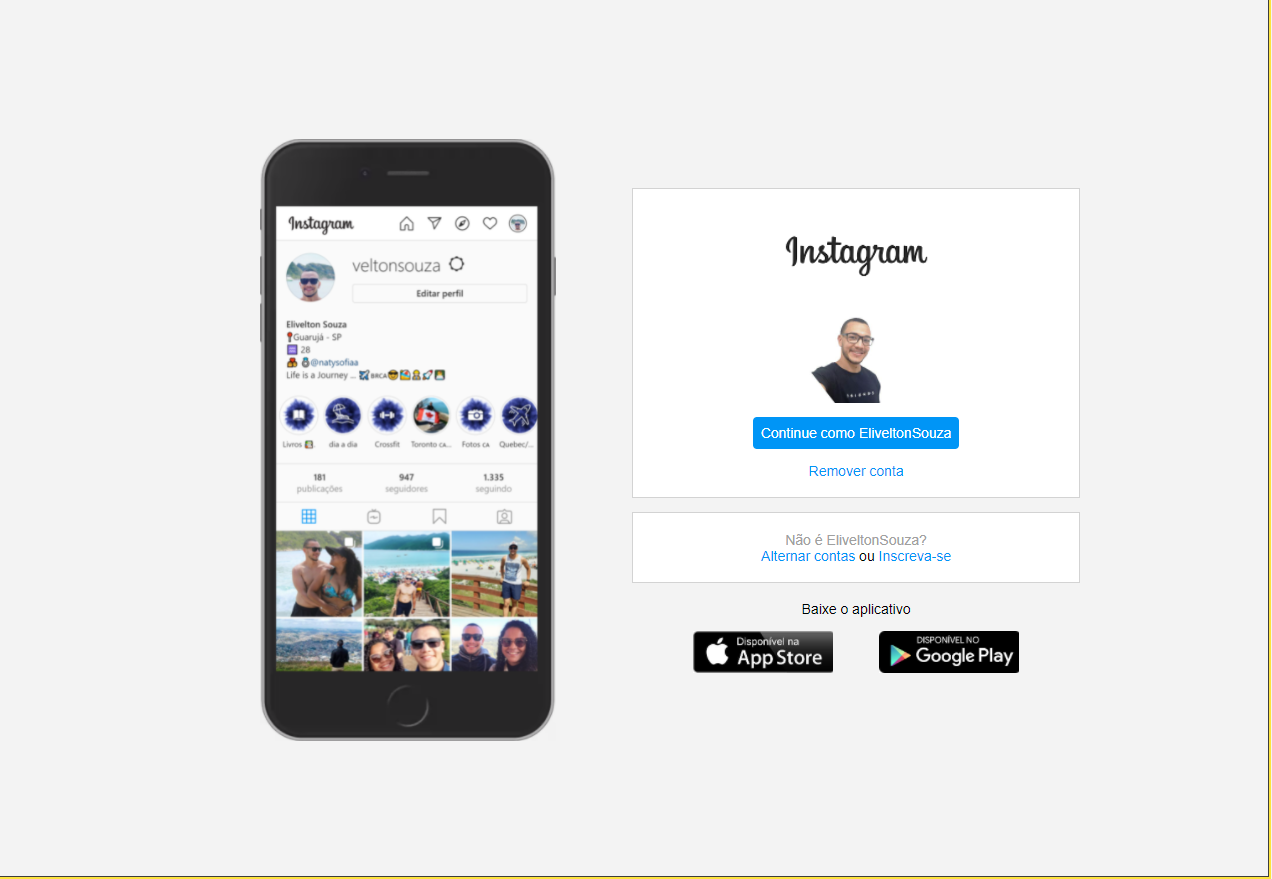 Instagram
veltonsouza
Editar perfil
Elivelton Souza
📍Guarujá - SP
28
@natysofiaa
Life is a Journey ... BRCA
Livros
dia a dia
Crossfit
Toronto ca...
Fotos ca
Quebec/...
181
publicações
947
seguidores
1.335
seguindo
Instagram
Continue como EliveltonSouza
Remover conta
Não é EliveltonSouza?
Alternar contas ou Inscreva-se
Baixe o aplicativo
Disponível na
App Store
DISPONÍVEL NO
Google Play